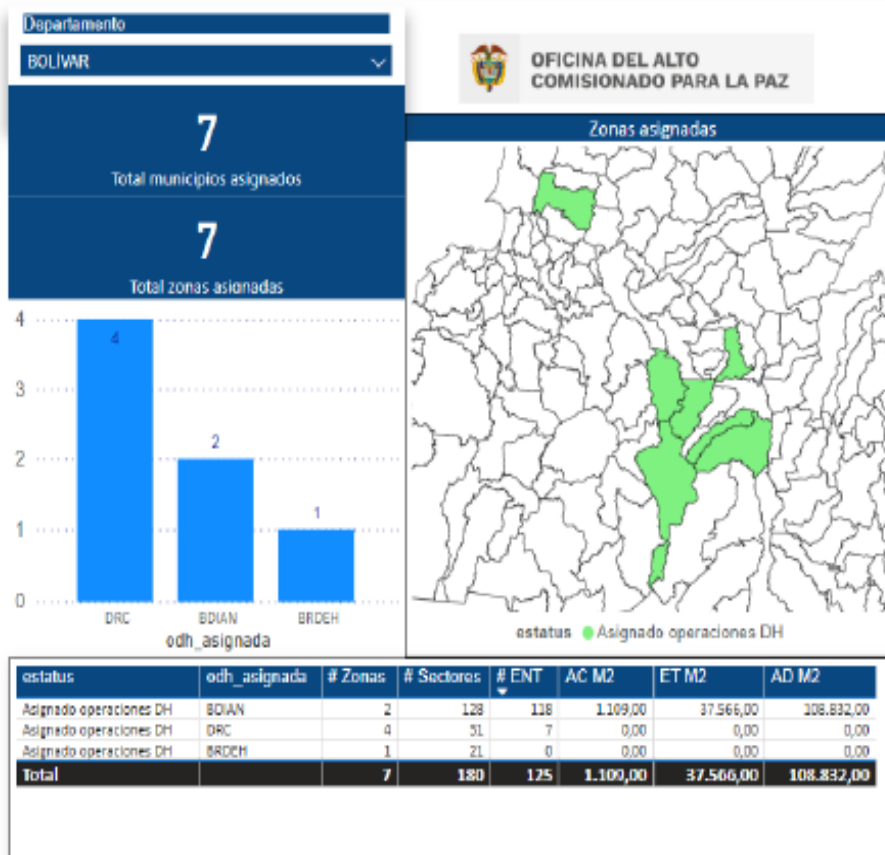 Departamento
BOLÍVAR
OFICINA DEL ALTO
COMISIONADO PARA LA PAZ
7
Total municipios asignados
7
Total zonas asignadas
Zonas asignadas
4
3
2
1
0
4
2
1
DRC BDIAN BRDEH
odh_asignada
estatus Asignado operaciones DH
estatus odh_asignada # Zonas # Sectores # ENT AC M2 ET M2 AD M2
Asignado operaciones DH BDIAN 2 128 118 1.109,00 37.566,00 108.832,00
Asignado operaciones DH DRC 4 51 7 0,00 0,00 0,00
Asignado operaciones DH BRDEH 1 21 0 0,00 0,00 0,00
Total 7 180 125 1.109,00 37.566,00 108.832,00